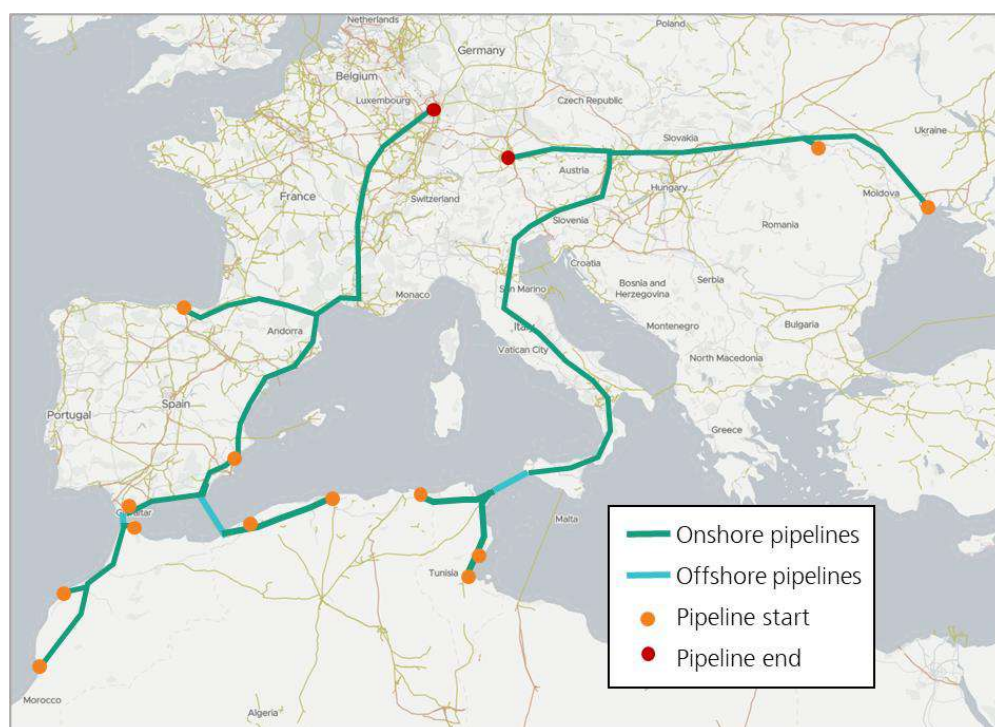 Netherlands
Poland
Germany
Belgium
Luxembourg
Czech Republic
Ukraine
Slovakia
Austria
France
Switzerland
Hungary
Moldova
Slovenia
Romania
Croatia
San Marino
Monaco
Bosnia and
Herzegovina
Serbia
Andorra
Italy
Montenegro
Bulgaria
Vatican City
North Macedonia
Spain
Portugal
Greece
Gibraltar
Malta
Tunisia
Morocco
Algeria
Onshore pipelines
Offshore pipelines
Pipeline start
Pipeline end